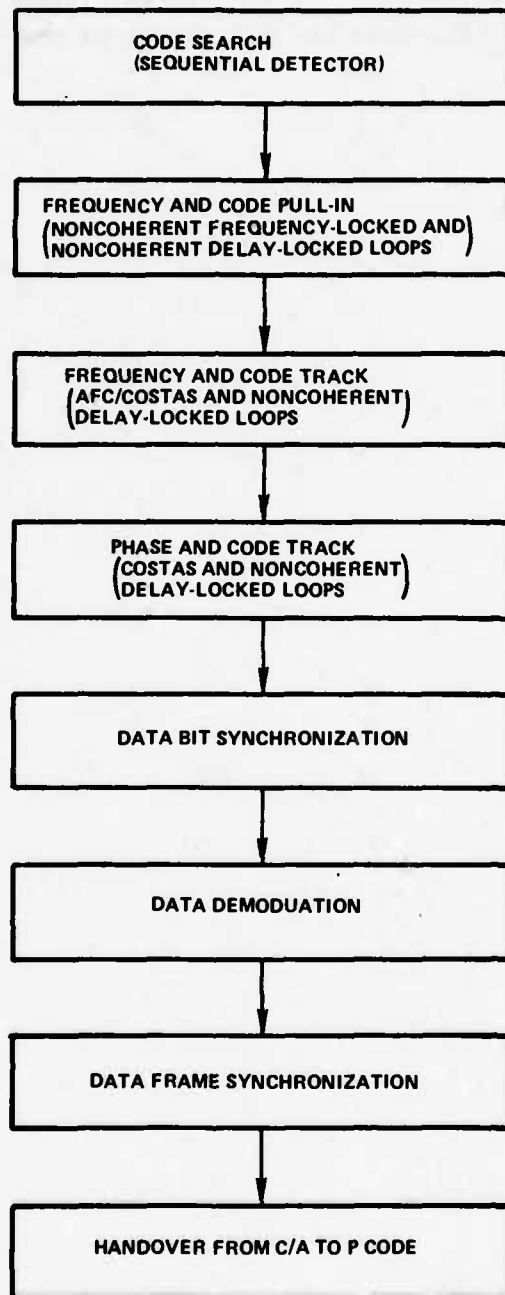 CODE SEARCH
(SEQUENTIAL DETECTOR)
FREQUENCY AND CODE PULL-IN
(NONCOHERENT FREQUENCY-LOCKED AND
NONCOHERENT DELAY-LOCKED LOOPS)
FREQUENCY AND CODE TRACK
(AFC/COSTAS AND NONCOHERENT
DELAY-LOCKED LOOPS)
PHASE AND CODE TRACK
(COSTAS AND NONCOHERENT
DELAY-LOCKED LOOPS)
DATA BIT SYNCHRONIZATION
DATA DEMODUATION
DATA FRAME SYNCHRONIZATION
HANDOVER FROM C/A TO P CODE